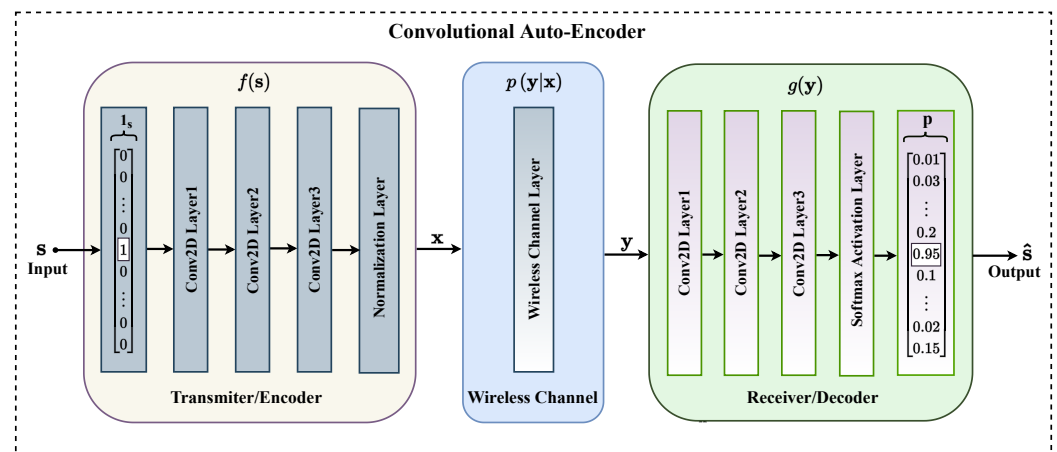 Convolutional Auto-Encoder
f(s)
1s
0
0
⋮
0
1
0
⋮
0
0
s
Input
Conv2D Layer1
Conv2D Layer2
Conv2D Layer3
Normalization Layer
Transmiter/Encoder
x
p (y|x)
Wireless Channel Layer
Wireless Channel
y
g(y)
Conv2D Layer1
Conv2D Layer2
Conv2D Layer3
Softmax Activation Layer
p
0.01
0.03
⋮
0.2
0.95
0.1
⋮
0.02
0.15
Receiver/Decoder
ŝ
Output